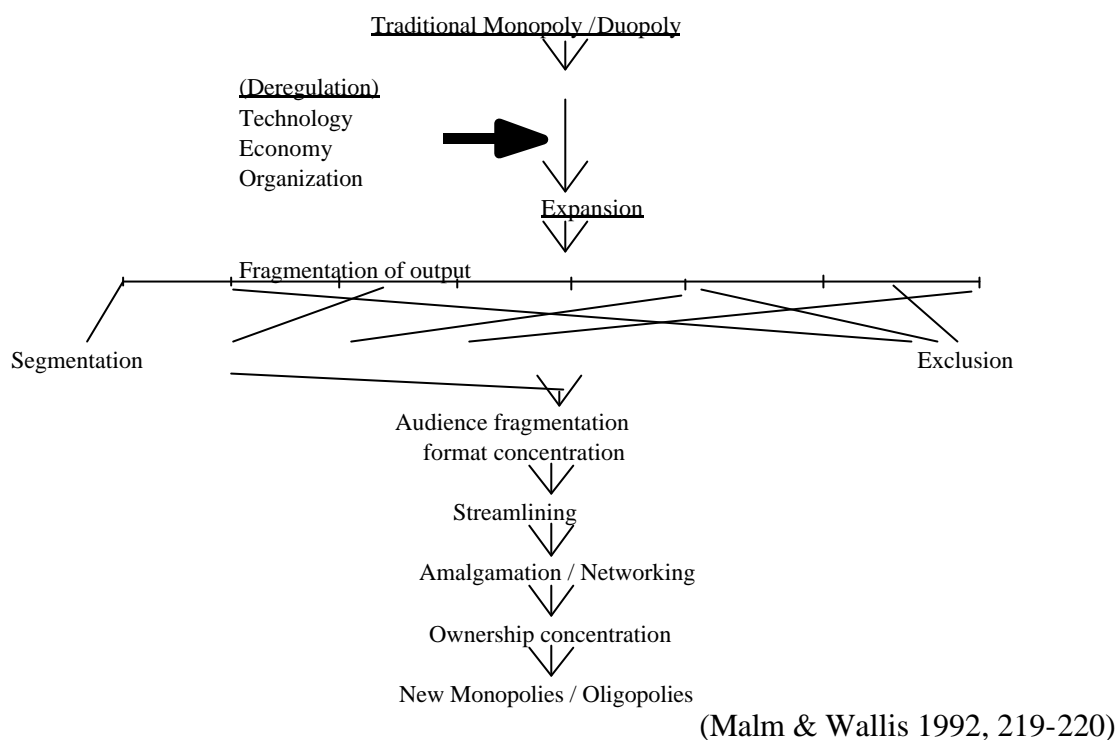 Traditional Monopoly /Duopoly
(Deregulation)
Technology
Economy
Organization
Expansion
Fragmentation of output
Segmentation
Exclusion
Audience fragmentation
format concentration
Streamlining
Amalgamation / Networking
Ownership concentration
New Monopolies / Oligopolies
(Malm & Wallis 1992, 219-220)